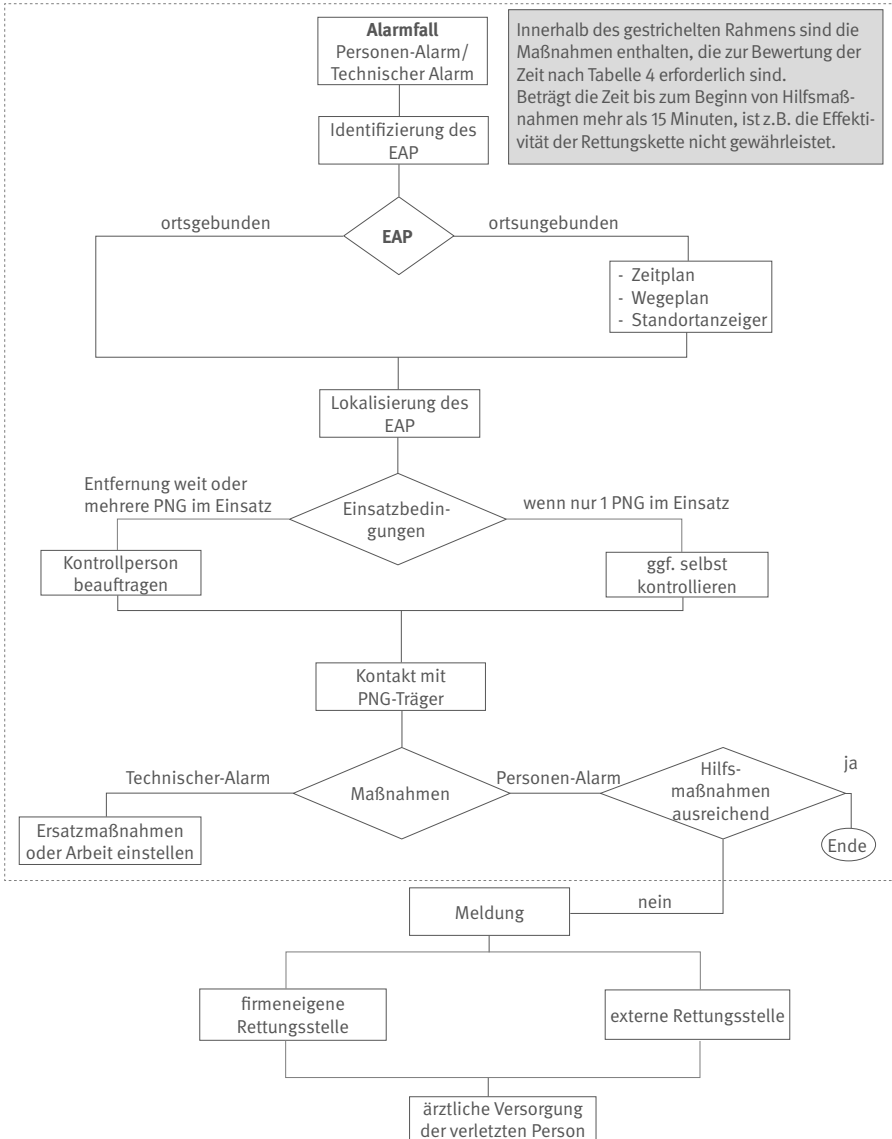 Alarmfall
Personen-Alarm/
Technischer Alarm
Innerhalb des gestrichelten Rahmens sind die
Maßnahmen enthalten, die zur Bewertung der
Zeit nach Tabelle 4 erforderlich sind.
Beträgt die Zeit bis zum Beginn von Hilfsmaß-
nahmen mehr als 15 Minuten, ist z.B. die Effekti-
vität der Rettungskette nicht gewährleistet.
Identifizierung des
EAP
ortsgebunden
EAP
ortsungebunden
- Zeitplan
- Wegeplan
- Standortanzeiger
Lokalisierung des
EAP
Entfernung weit oder
mehrere PNG im Einsatz
Einsatzbedin-
gungen
wenn nur 1 PNG im Einsatz
Kontrollperson
beauftragen
ggf. selbst
kontrollieren
Kontakt mit
PNG-Träger
Technischer-Alarm
Maßnahmen
Personen-Alarm
Hilfs-
maßnahmen
ausreichend
ja
Ersatzmaßnahmen
oder Arbeit einstellen
Ende
Meldung
nein
firmeneigene
Rettungsstelle
externe Rettungsstelle
ärztliche Versorgung
der verletzten Person